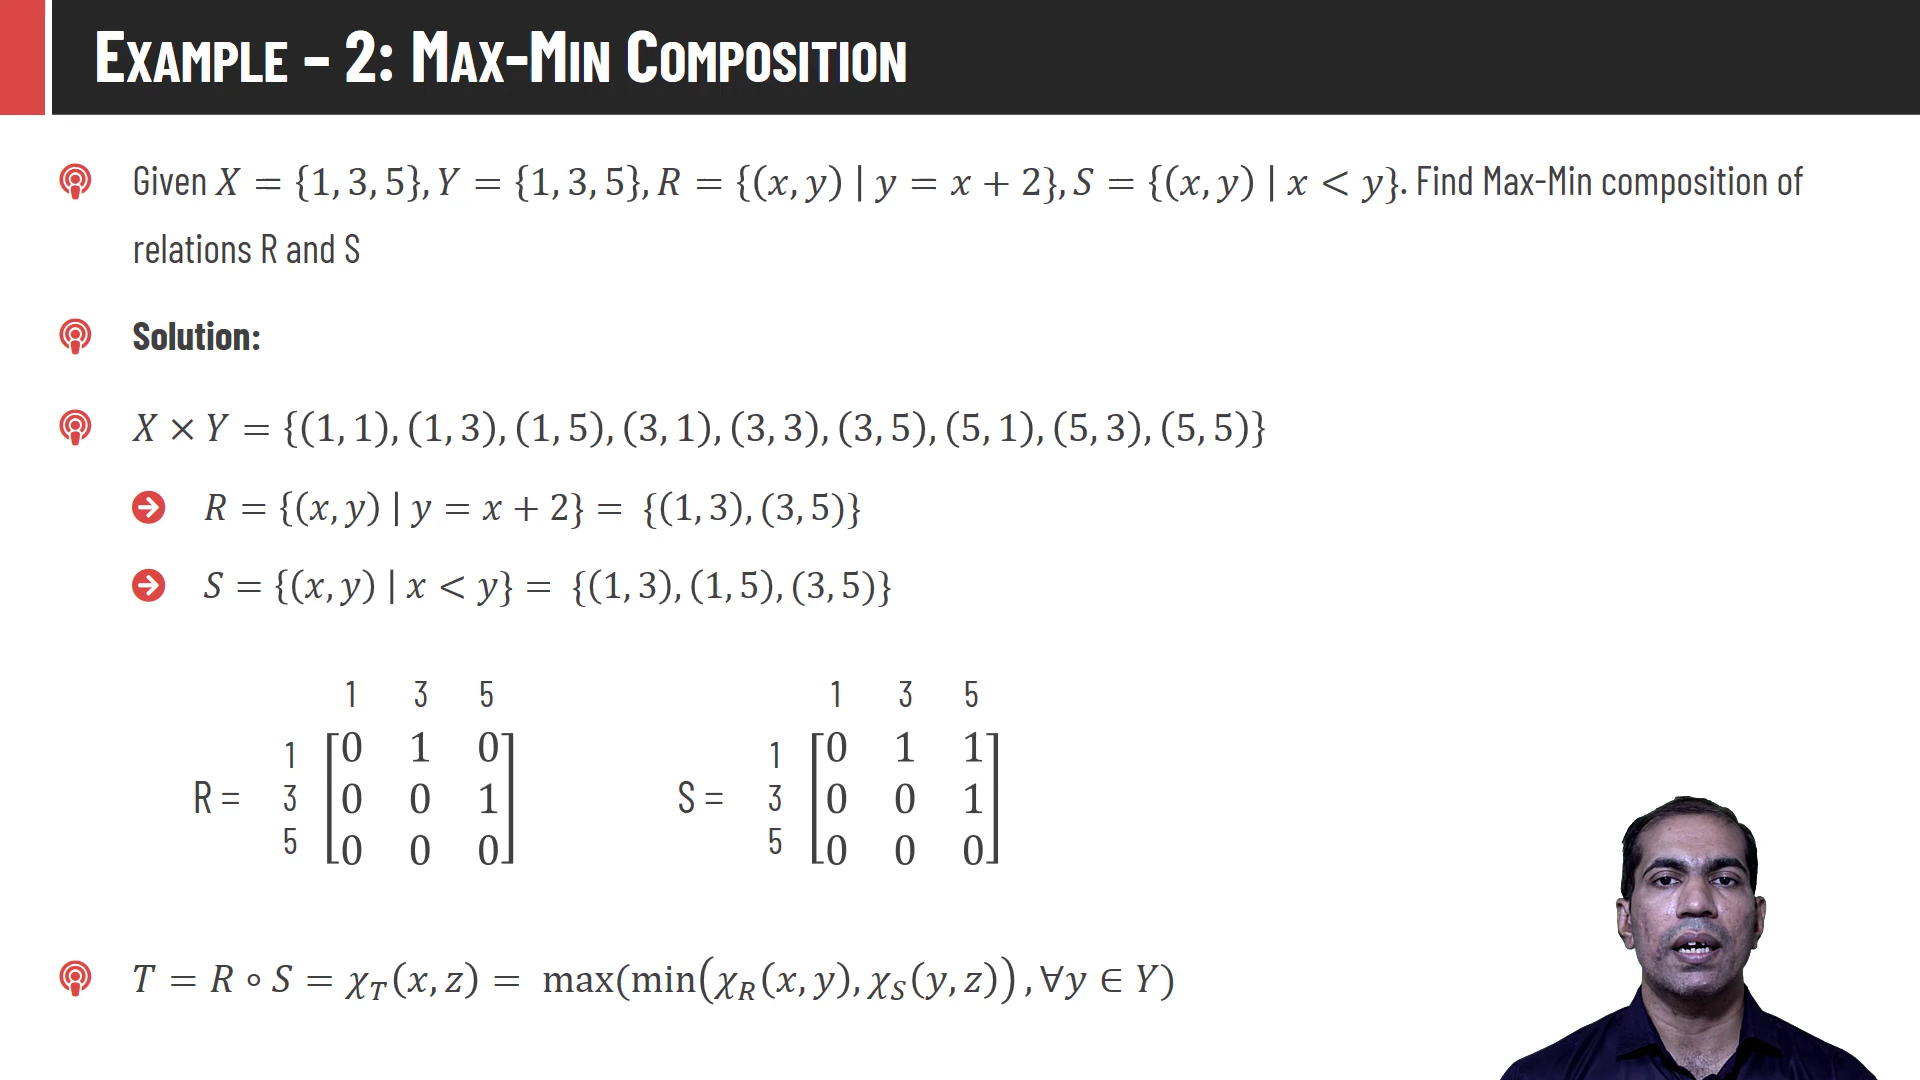 EXAMPLE – 2: MAX-MIN COMPOSITION
Given X = {1, 3, 5}, Y = {1, 3, 5}, R = {(x, y) | y = x + 2}, S = {(x, y) | x < y}. Find Max-Min composition of
relations R and S
Solution:
X × Y = {(1, 1), (1, 3), (1, 5), (3, 1), (3, 3), (3, 5), (5, 1), (5, 3), (5, 5)}
R = {(x, y) | y = x + 2} = {(1, 3), (3, 5)}
S = {(x, y) | x < y} = {(1, 3), (1, 5), (3, 5)}
1 3 5 1 3 5
1 [0 1 0] 1 [0 1 1]
R = 3 [0 0 1] S = 3 [0 0 1]
5 [0 0 0] 5 [0 0 0]
T = R ∘ S = χ_T(x, z) = max(min(χ_R(x, y), χ_S(y, z)), ∀y ∈ Y)